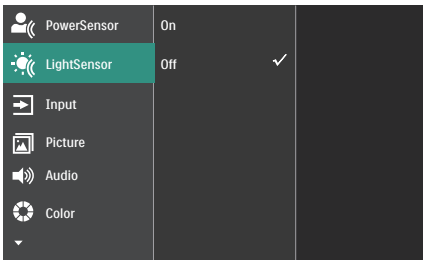 PowerSensor
On
LightSensor
Off
Input
Picture
Audio
Color